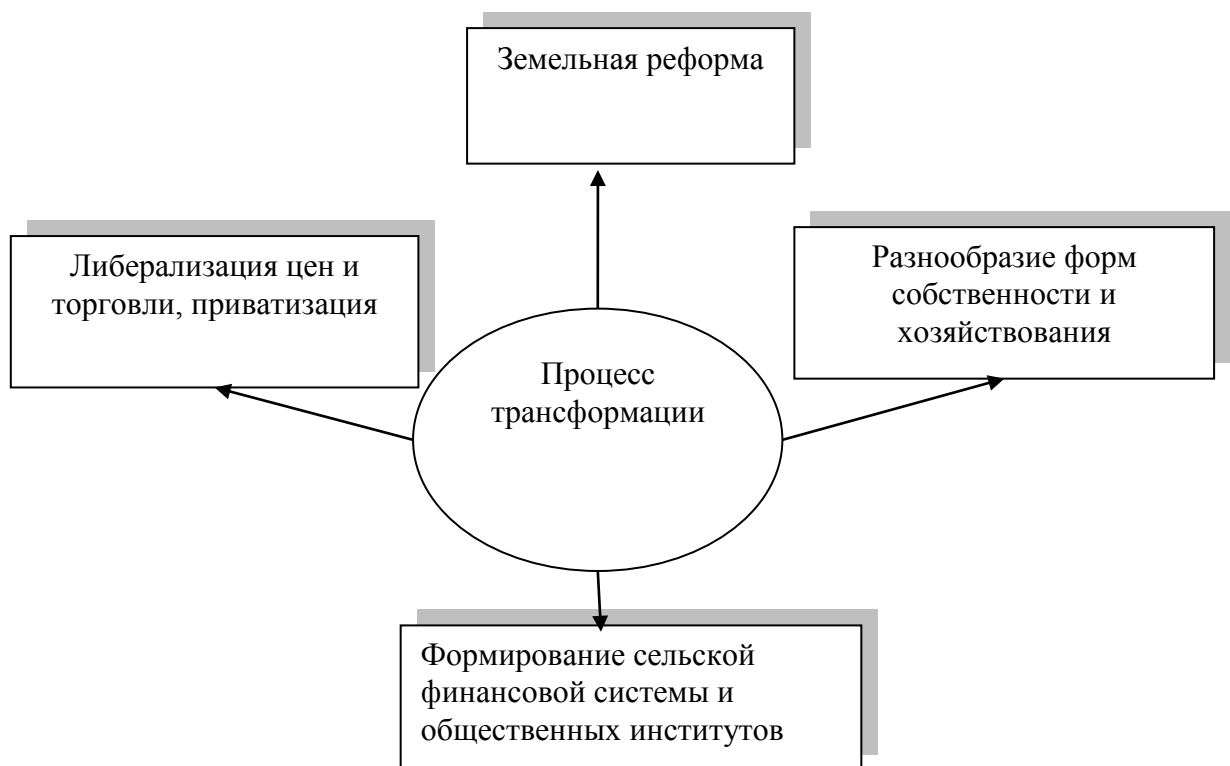 Земельная реформа
Либерализация цен и
торговли, приватизация
Разнообразие форм
собственности и
хозяйствования
Процесс
трансформации
Формирование сельской
финансовой системы и
общественных институтов